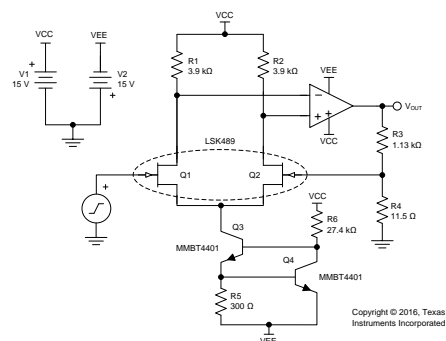 VCC
VCC
VEE
V1
15 V
+
V2
15 V
+
R1
3.9 kΩ
R2
3.9 kΩ
VEE
–
+
+
VCC
VOUT
LSK489
R3
1.13 kΩ
Q1
Q2
+
R4
11.5 Ω
VCC
R6
27.4 kΩ
Q3
MMBT4401
Q4
MMBT4401
R5
300 Ω
VEE
Copyright © 2016, Texas
Instruments Incorporated